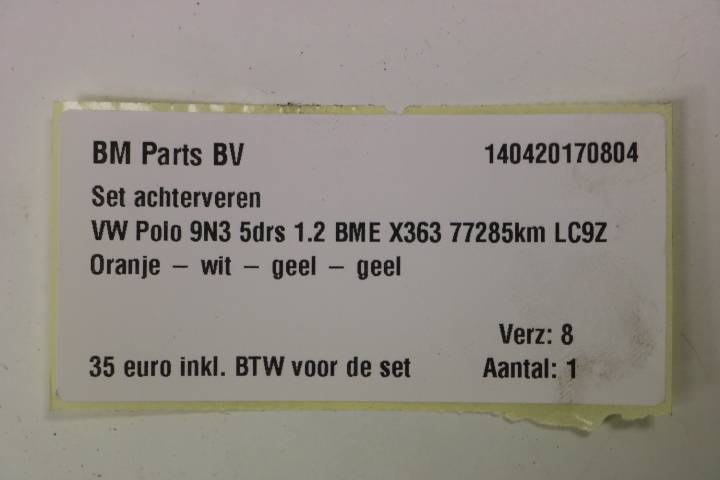 BM Parts BV 140420170804
Set achterveren
VW Polo 9N3 5drs 1.2 BME X363 77285km LC9Z
Oranje – wit – geel – geel
Verz: 8
35 euro inkl. BTW voor de set Aantal: 1